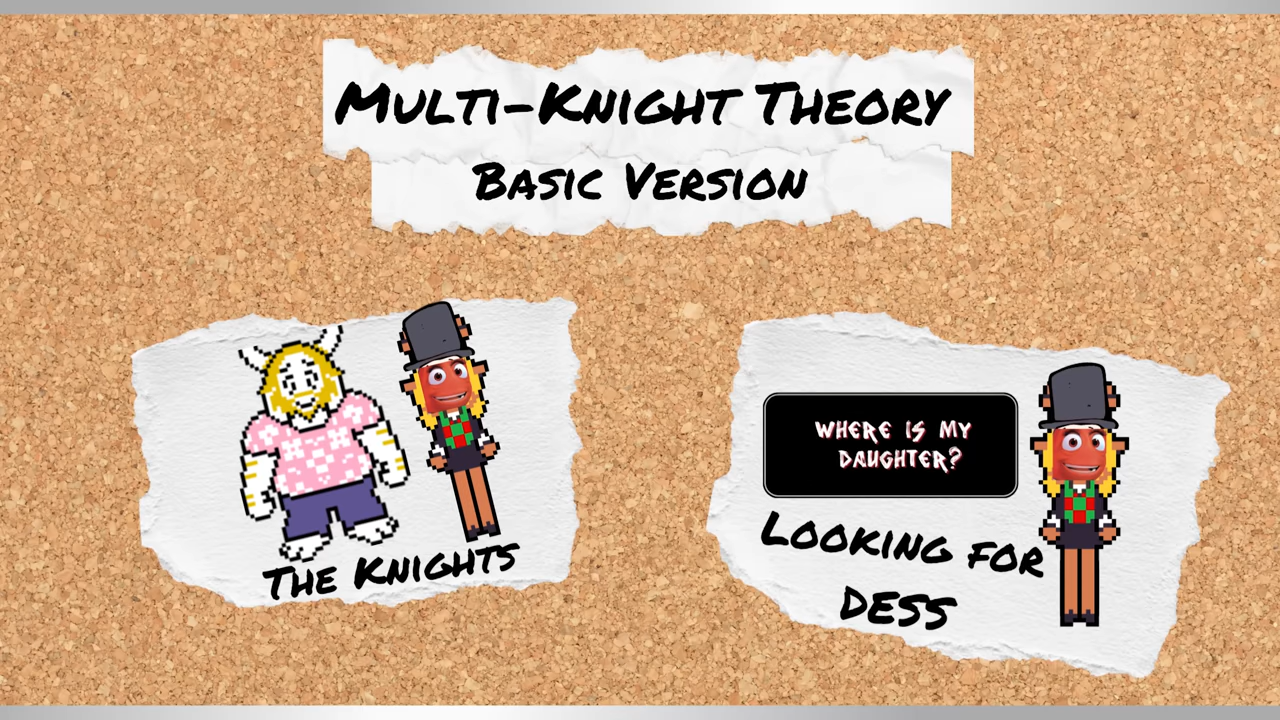 Multi-Knight Theory
Basic Version
WHERE IS MY
DAUGHTER?
The Knights
Looking for
DESS